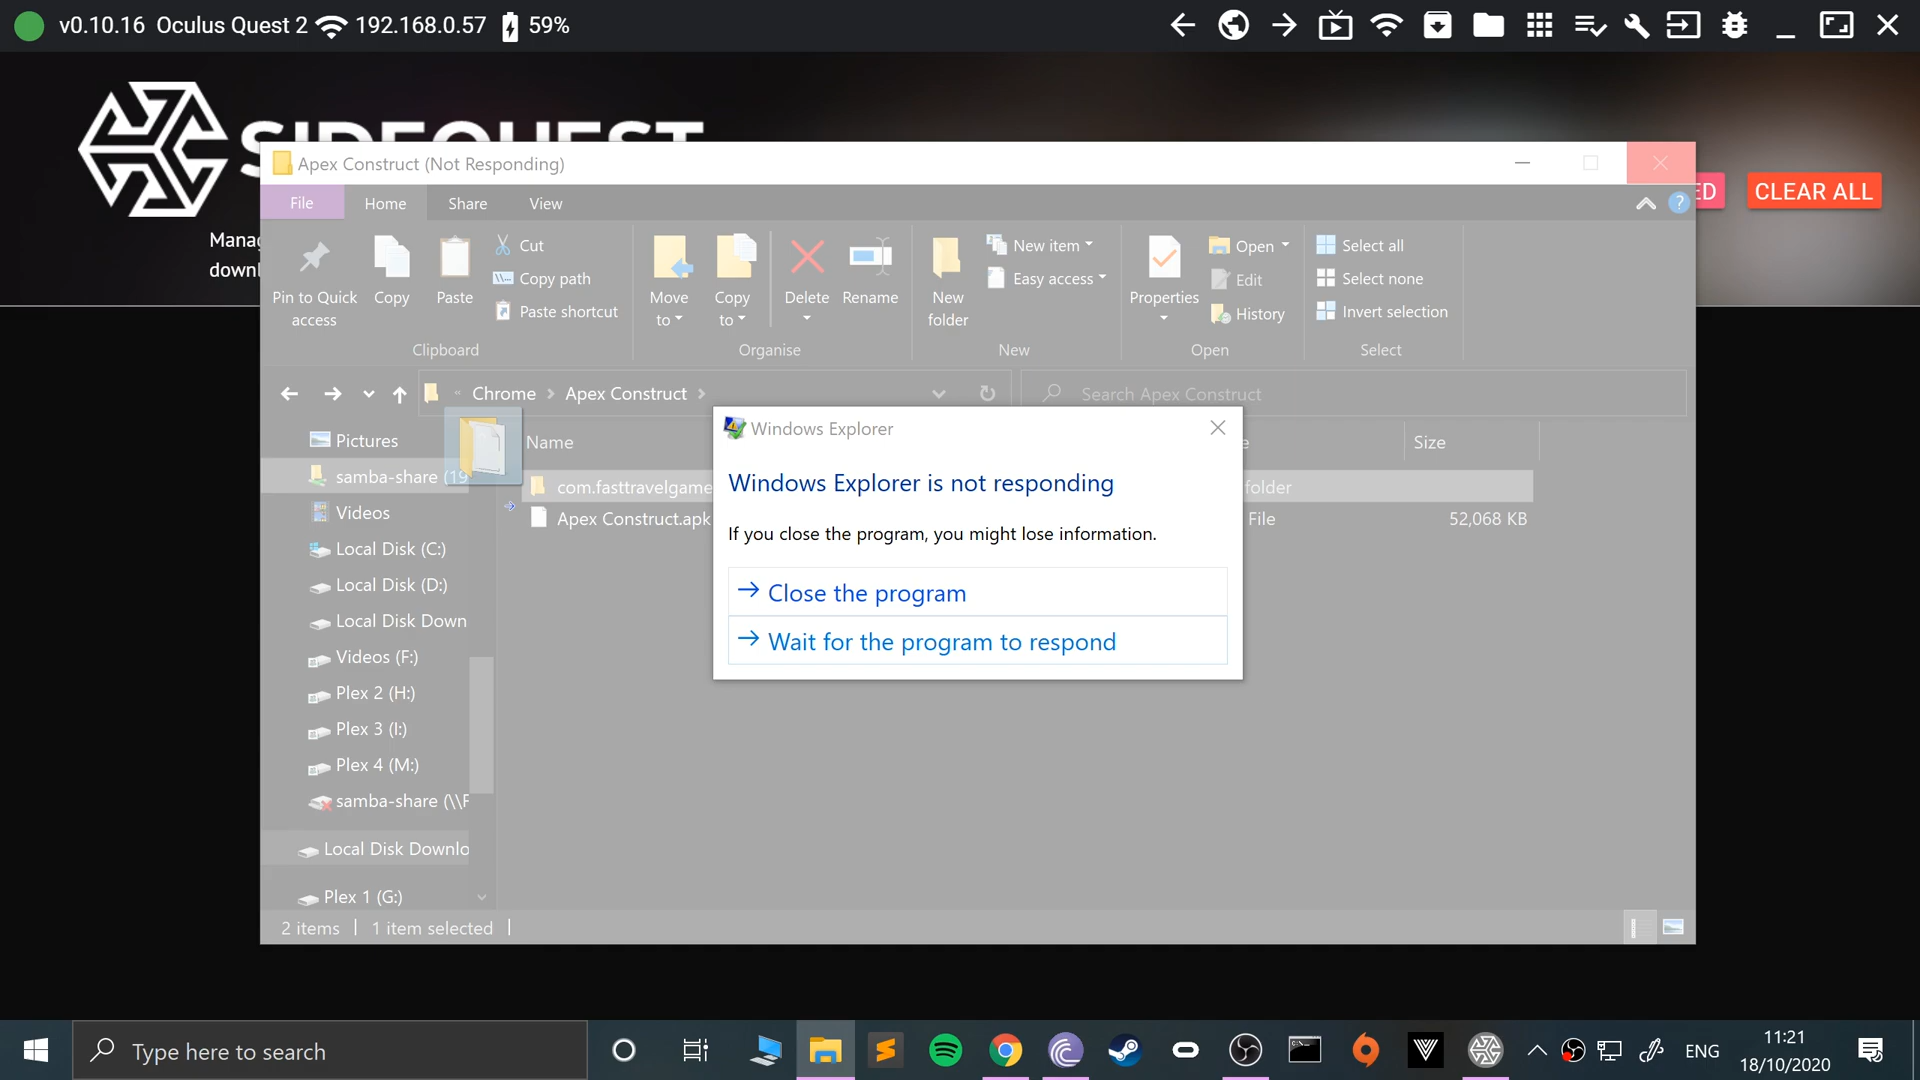 v0.10.16 Oculus Quest 2 192.168.0.57 59%
SIDEQUEST
CLEAR ALL
Apex Construct (Not Responding)
File Home Share View
Pin to Quick access
Copy
Paste
Cut
Copy path
Paste shortcut
Clipboard
Move to
Copy to
Delete
Rename
Organise
New folder
New item
Easy access
New
Properties
Open
Edit
History
Open
Select all
Select none
Invert selection
Select
« Chrome > Apex Construct >
Search Apex Construct
Name Size
Pictures
samba-share (19
Videos
Local Disk (C:)
Local Disk (D:)
Local Disk Down
Videos (F:)
Plex 2 (H:)
Plex 3 (I:)
Plex 4 (M:)
samba-share (\\F
Local Disk Downlo
Plex 1 (G:)
com.fasttravelgame
folder
Apex Construct.apk
File 52,068 KB
Windows Explorer
Windows Explorer is not responding
If you close the program, you might lose information.
Close the program
Wait for the program to respond
2 items 1 item selected
Type here to search
ENG
11:21
18/10/2020